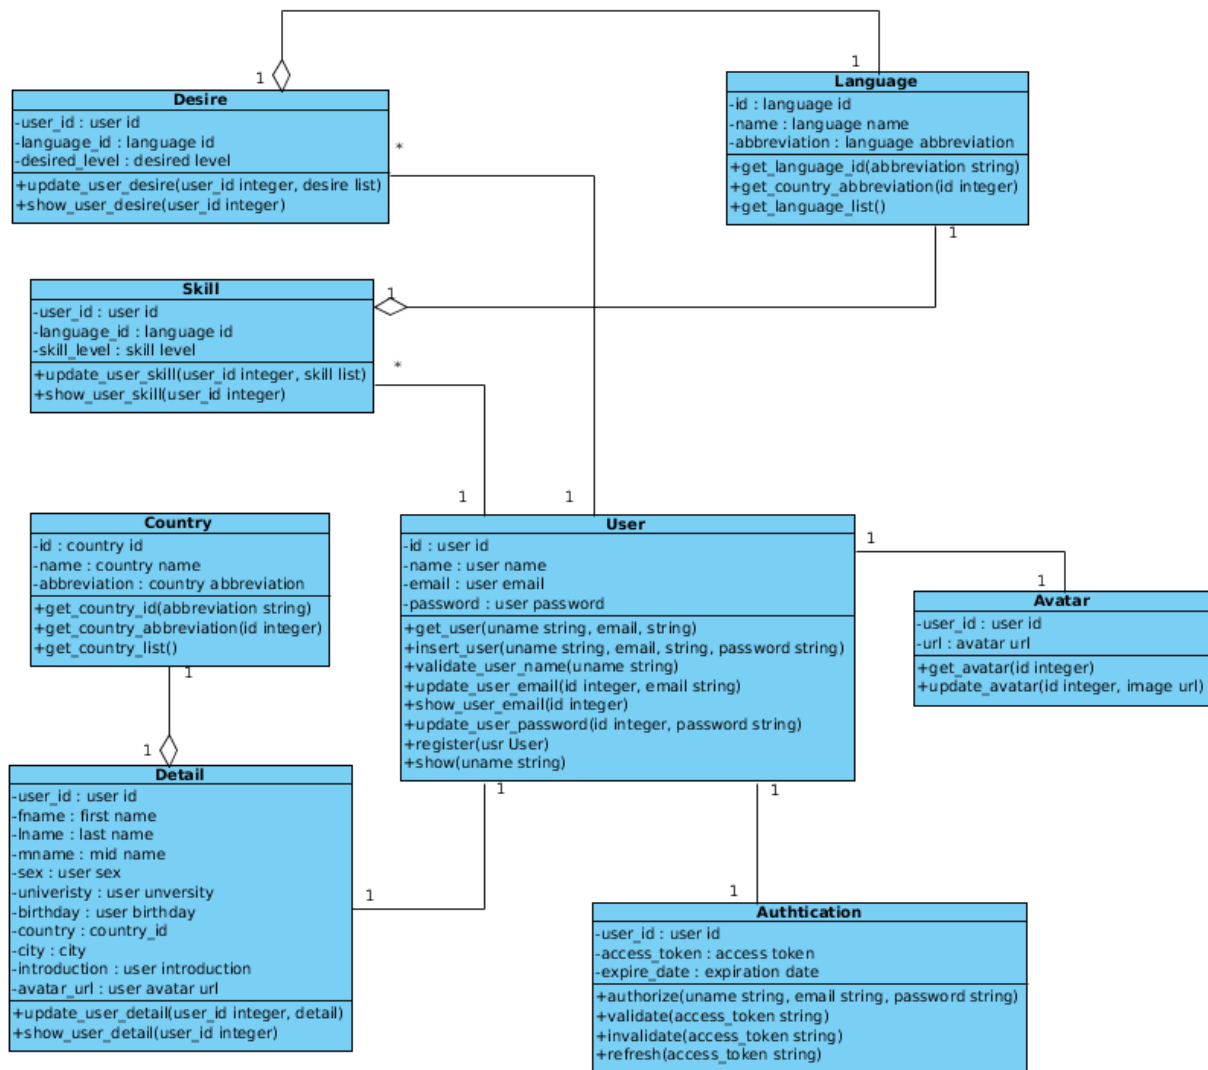 1
1
Desire
-user_id : user id
-language_id : language id
-desired_level : desired level
+update_user_desire(user_id integer, desire list)
+show_user_desire(user_id integer)
*
Language
-id : language id
-name : language name
-abbreviation : language abbreviation
+get_language_id(abbreviation string)
+get_country_abbreviation(id integer)
+get_language_list()
1
Skill
-user_id : user id
-language_id : language id
-skill_level : skill level
+update_user_skill(user_id integer, skill list)
+show_user_skill(user_id integer)
1
*
1
1
Country
-id : country id
-name : country name
-abbreviation : country abbreviation
+get_country_id(abbreviation string)
+get_country_abbreviation(id integer)
+get_country_list()
1
1
User
-id : user id
-name : user name
-email : user email
-password : user password
+get_user(uname string, email, string)
+insert_user(uname string, email, string, password string)
+validate_user_name(uname string)
+update_user_email(id integer, email string)
+show_user_email(id integer)
+update_user_password(id integer, password string)
+register(usr User)
+show(uname string)
1
1
Avatar
-user_id : user id
-url : avatar url
+get_avatar(id integer)
+update_avatar(id integer, image url)
1
1
Detail
-user_id : user id
-fname : first name
-lname : last name
-mname : mid name
-sex : user sex
-univeristy : user unversity
-birthday : user birthday
-country : country_id
-city : city
-introduction : user introduction
-avatar_url : user avatar url
+update_user_detail(user_id integer, detail)
+show_user_detail(user_id integer)
1
1
Authtication
-user_id : user id
-access_token : access token
-expire_date : expiration date
+authorize(uname string, email string, password string)
+validate(access_token string)
+invalidate(access_token string)
+refresh(access_token string)